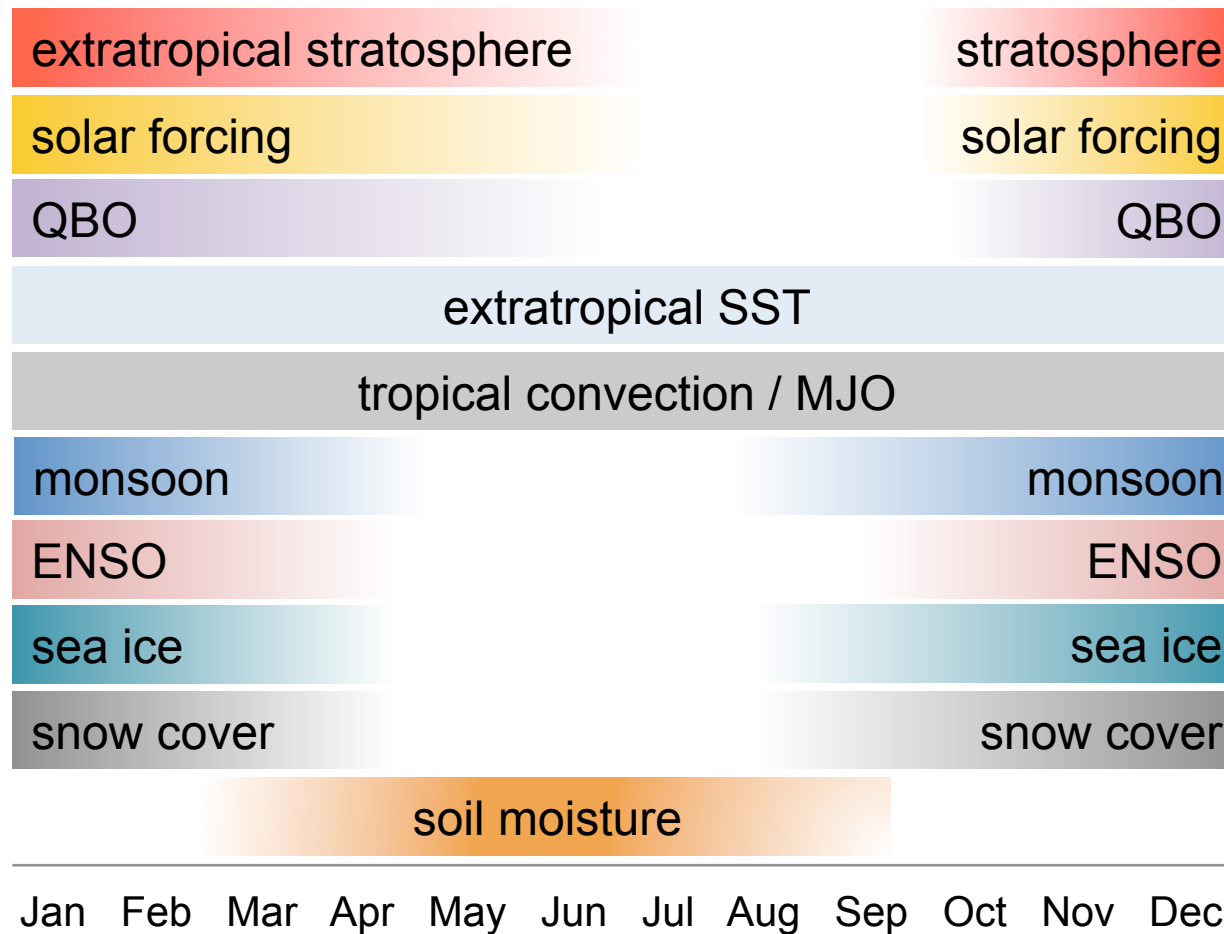 extratropical stratosphere stratosphere
solar forcing solar forcing
QBO QBO
extratropical SST
tropical convection / MJO
monsoon monsoon
ENSO ENSO
sea ice sea ice
snow cover snow cover
soil moisture
Jan Feb Mar Apr May Jun Jul Aug Sep Oct Nov Dec